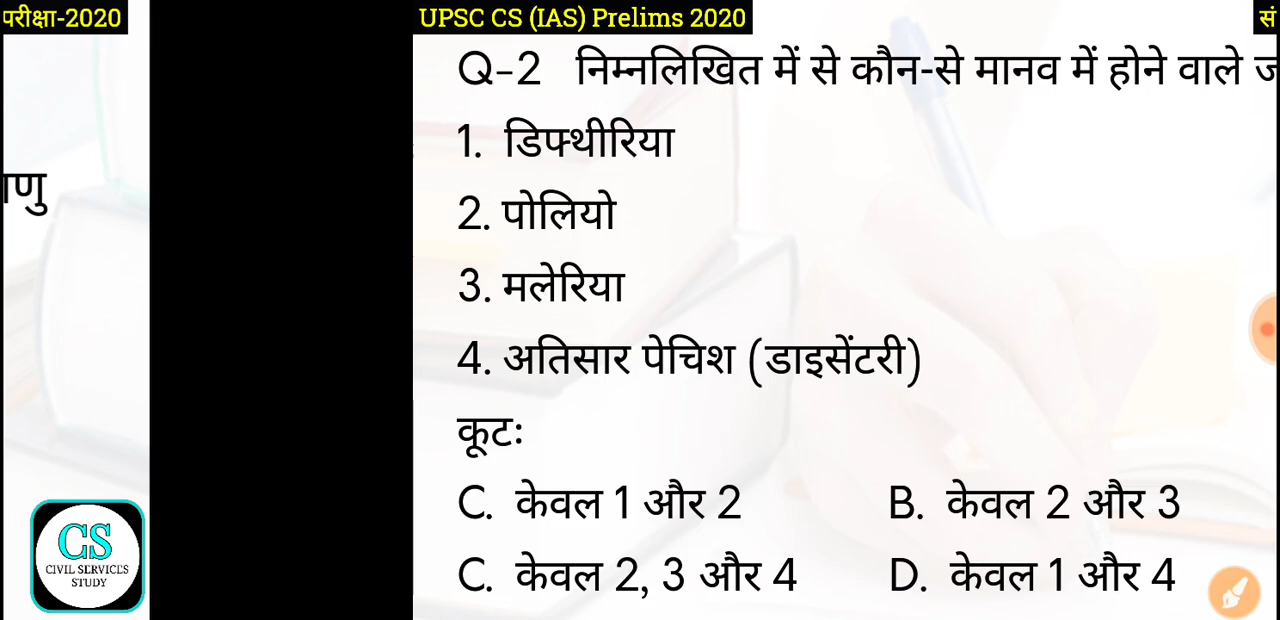 परीक्षा-2020
UPSC CS (IAS) Prelims 2020
Q-2 निम्नलिखित में से कौन-से मानव में होने वाले
1. डिफ्थीरिया
2. पोलियो
3. मलेरिया
4. अतिसार पेचिश (डाइसेंटरी)
कूटः
C. केवल 1 और 2 B. केवल 2 और 3
C. केवल 2, 3 और 4 D. केवल 1 और 4
CS
CIVIL SERVICES
STUDY